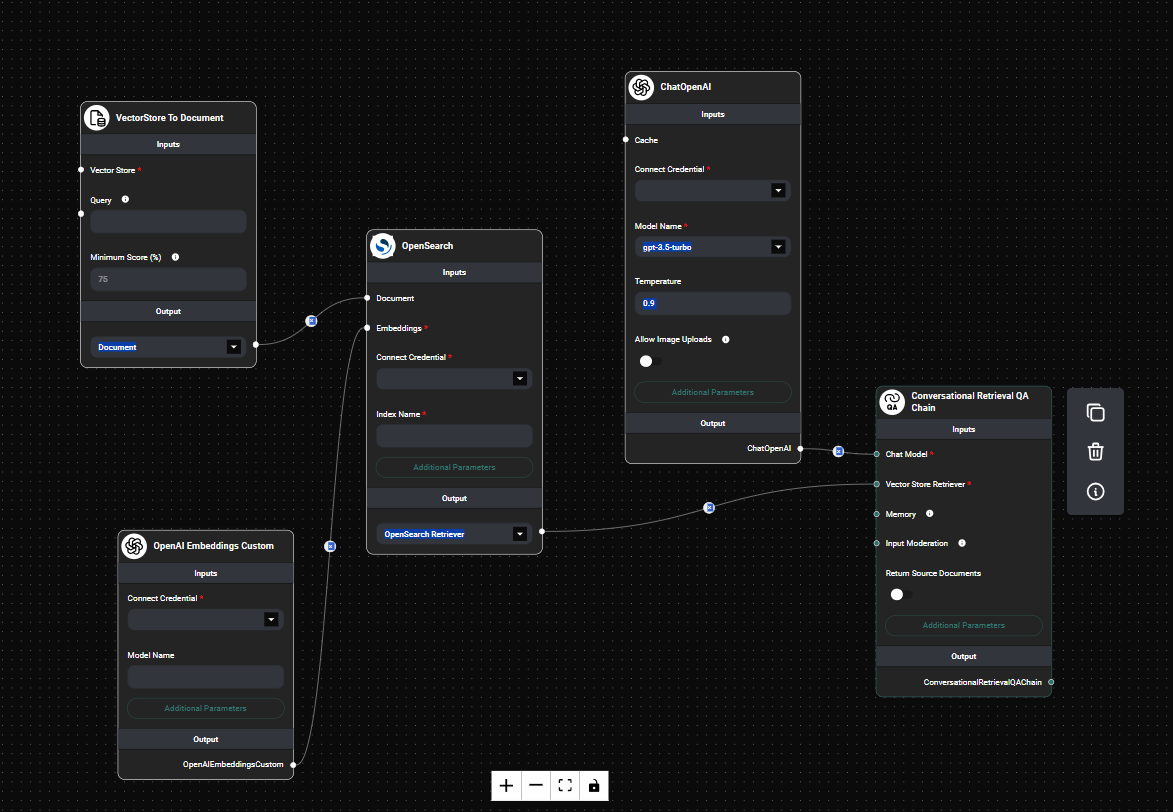 VectorStore To Document
Inputs
Vector Store *
Query
Minimum Score (%)
75
Output
Document
OpenSearch
Inputs
Document
Embeddings *
Connect Credential *
Index Name *
Additional Parameters
Output
OpenSearch Retriever
OpenAI Embeddings Custom
Inputs
Connect Credential *
Model Name
Additional Parameters
Output
OpenAIEmbeddingsCustom
ChatOpenAI
Inputs
Cache
Connect Credential *
Model Name *
gpt-3.5-turbo
Temperature
0.9
Allow Image Uploads
Additional Parameters
Output
ChatOpenAI
QA
Conversational Retrieval QA
Chain
Inputs
Chat Model *
Vector Store Retriever *
Memory
Input Moderation
Return Source Documents
Additional Parameters
Output
ConversationalRetrievalQAChain